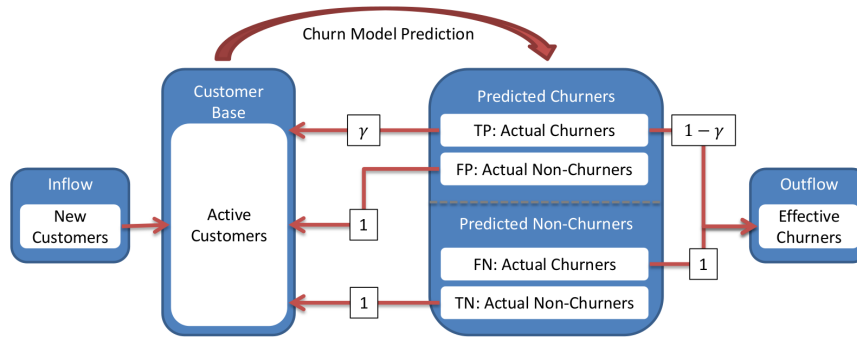 Churn Model Prediction
Customer
Base
Active
Customers
Inflow
New
Customers
Predicted Churners
TP: Actual Churners
FP: Actual Non-Churners
Predicted Non-Churners
FN: Actual Churners
TN: Actual Non-Churners
γ
1
1
1 − γ
1
Outflow
Effective
Churners